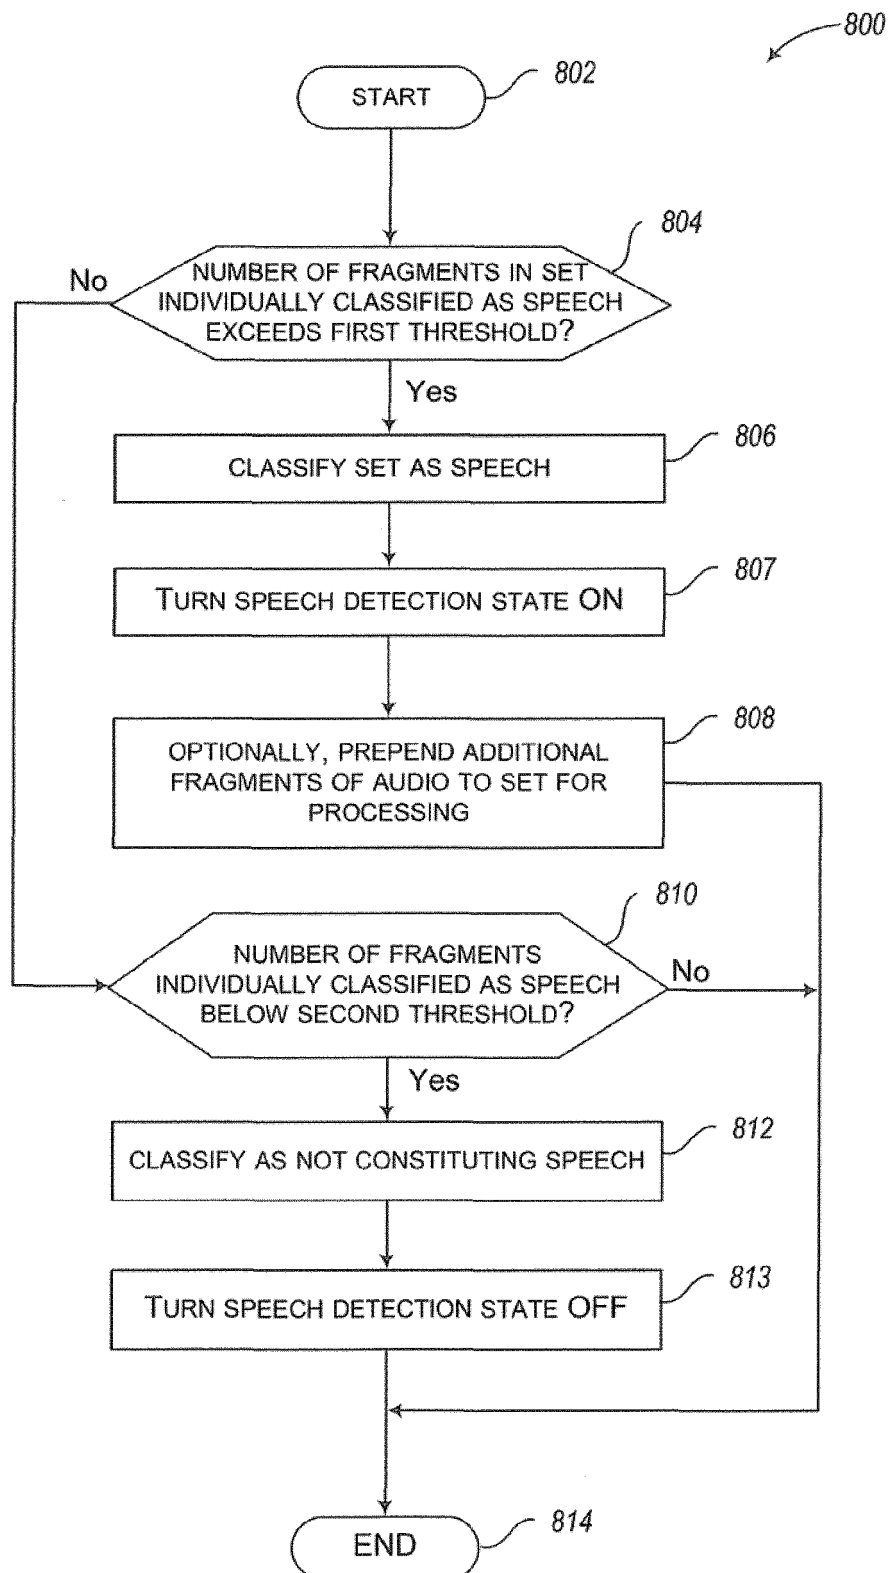 800
START
802
804
No
NUMBER OF FRAGMENTS IN SET
INDIVIDUALLY CLASSIFIED AS SPEECH
EXCEEDS FIRST THRESHOLD?
Yes
806
CLASSIFY SET AS SPEECH
807
TURN SPEECH DETECTION STATE ON
808
OPTIONALLY, PREPEND ADDITIONAL
FRAGMENTS OF AUDIO TO SET FOR
PROCESSING
810
NUMBER OF FRAGMENTS
INDIVIDUALLY CLASSIFIED AS SPEECH
BELOW SECOND THRESHOLD?
No
Yes
812
CLASSIFY AS NOT CONSTITUTING SPEECH
813
TURN SPEECH DETECTION STATE OFF
814
END